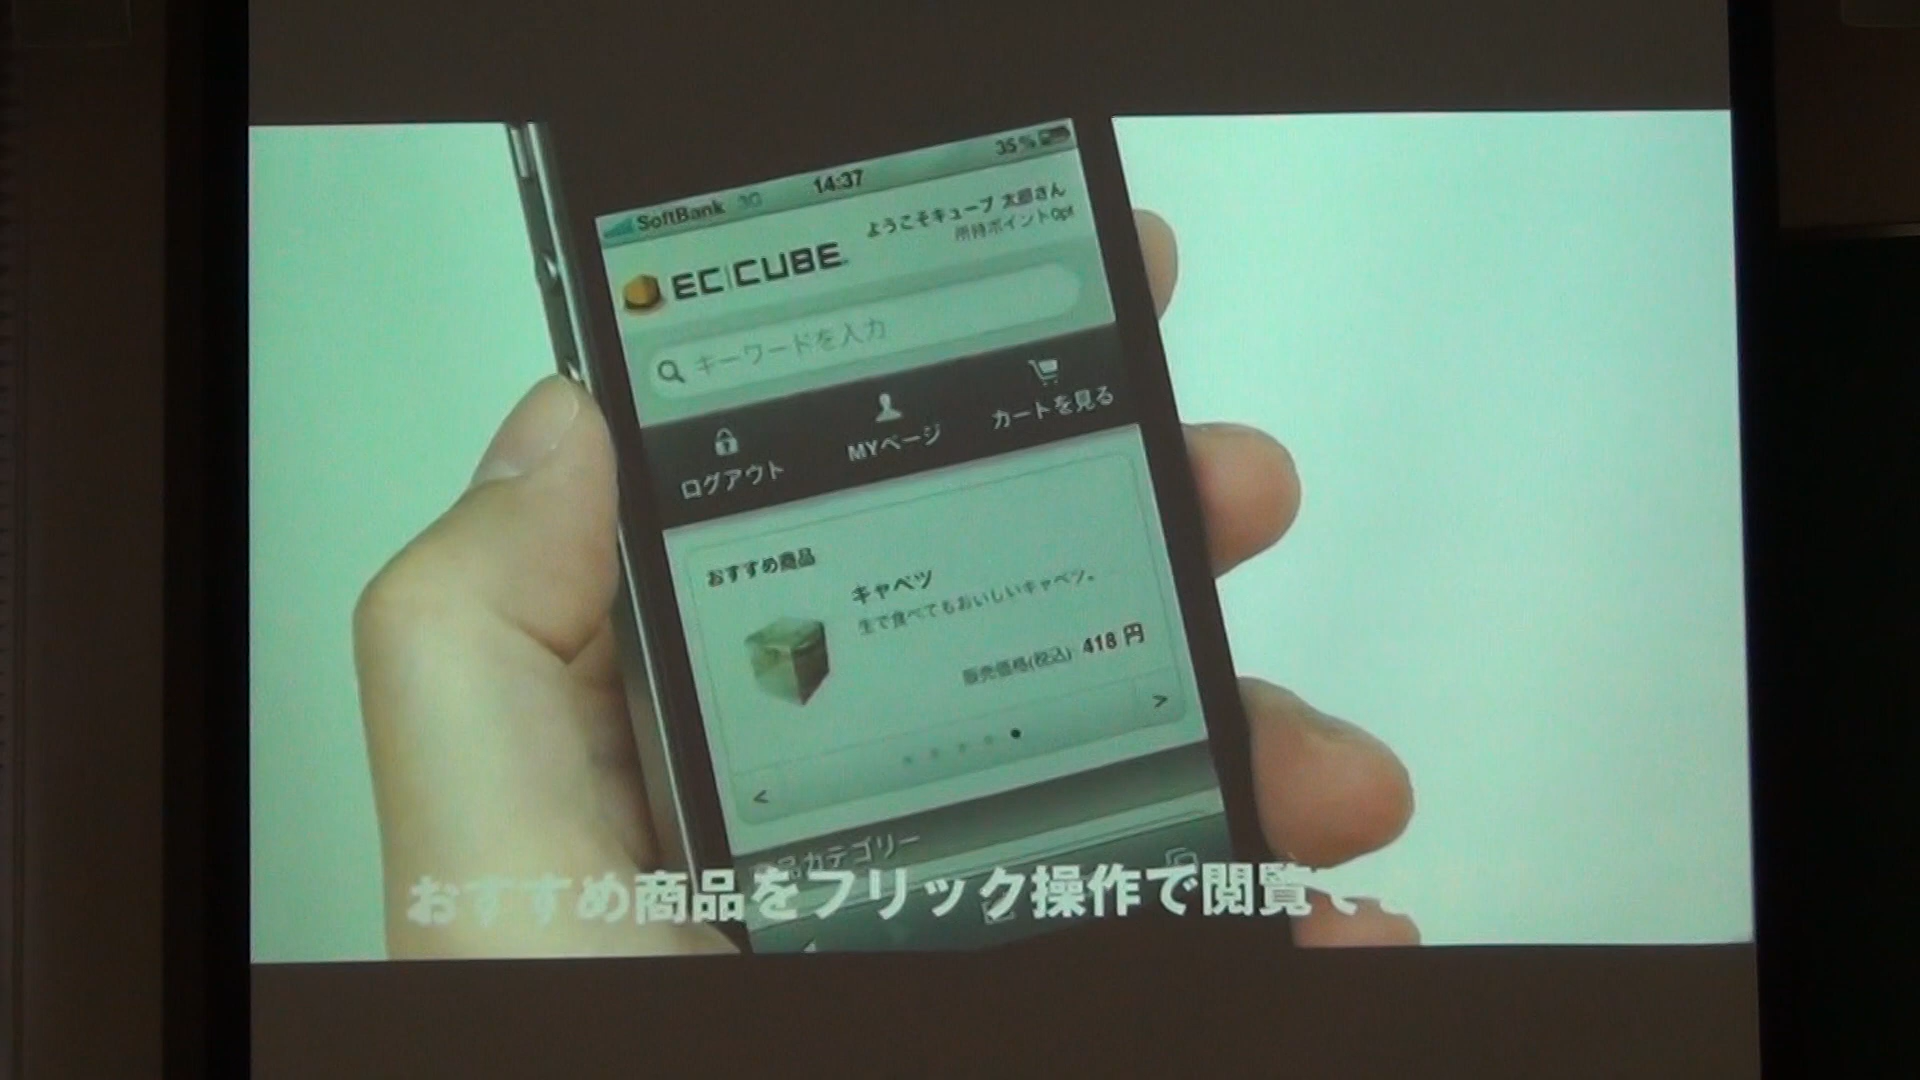 SoftBank 3G 14:37 35%
ようこそキューブ 太郎さん
所持ポイント0pt
EC CUBE
キーワードを入力
ログアウト MYページ カートを見る
おすすめ商品
キャベツ
生で食べてもおいしいキャベツ。
販売価格(税込) 418 円
< >
品カテゴリー
おすすめ商品をフリック操作で閲覧で